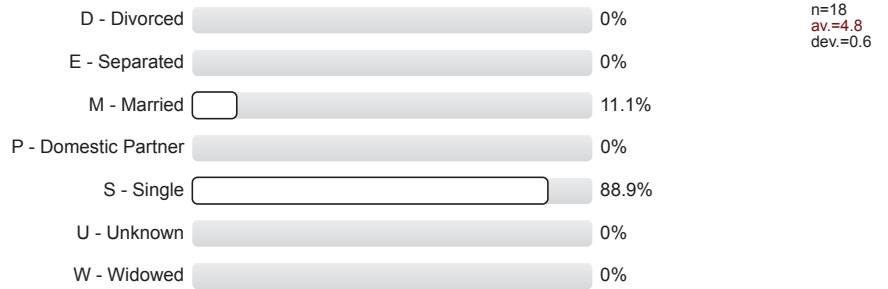 D - Divorced 0%
E - Separated 0%
M - Married 11.1%
P - Domestic Partner 0%
S - Single 88.9%
U - Unknown 0%
W - Widowed 0%
n=18
av.=4.8
dev.=0.6